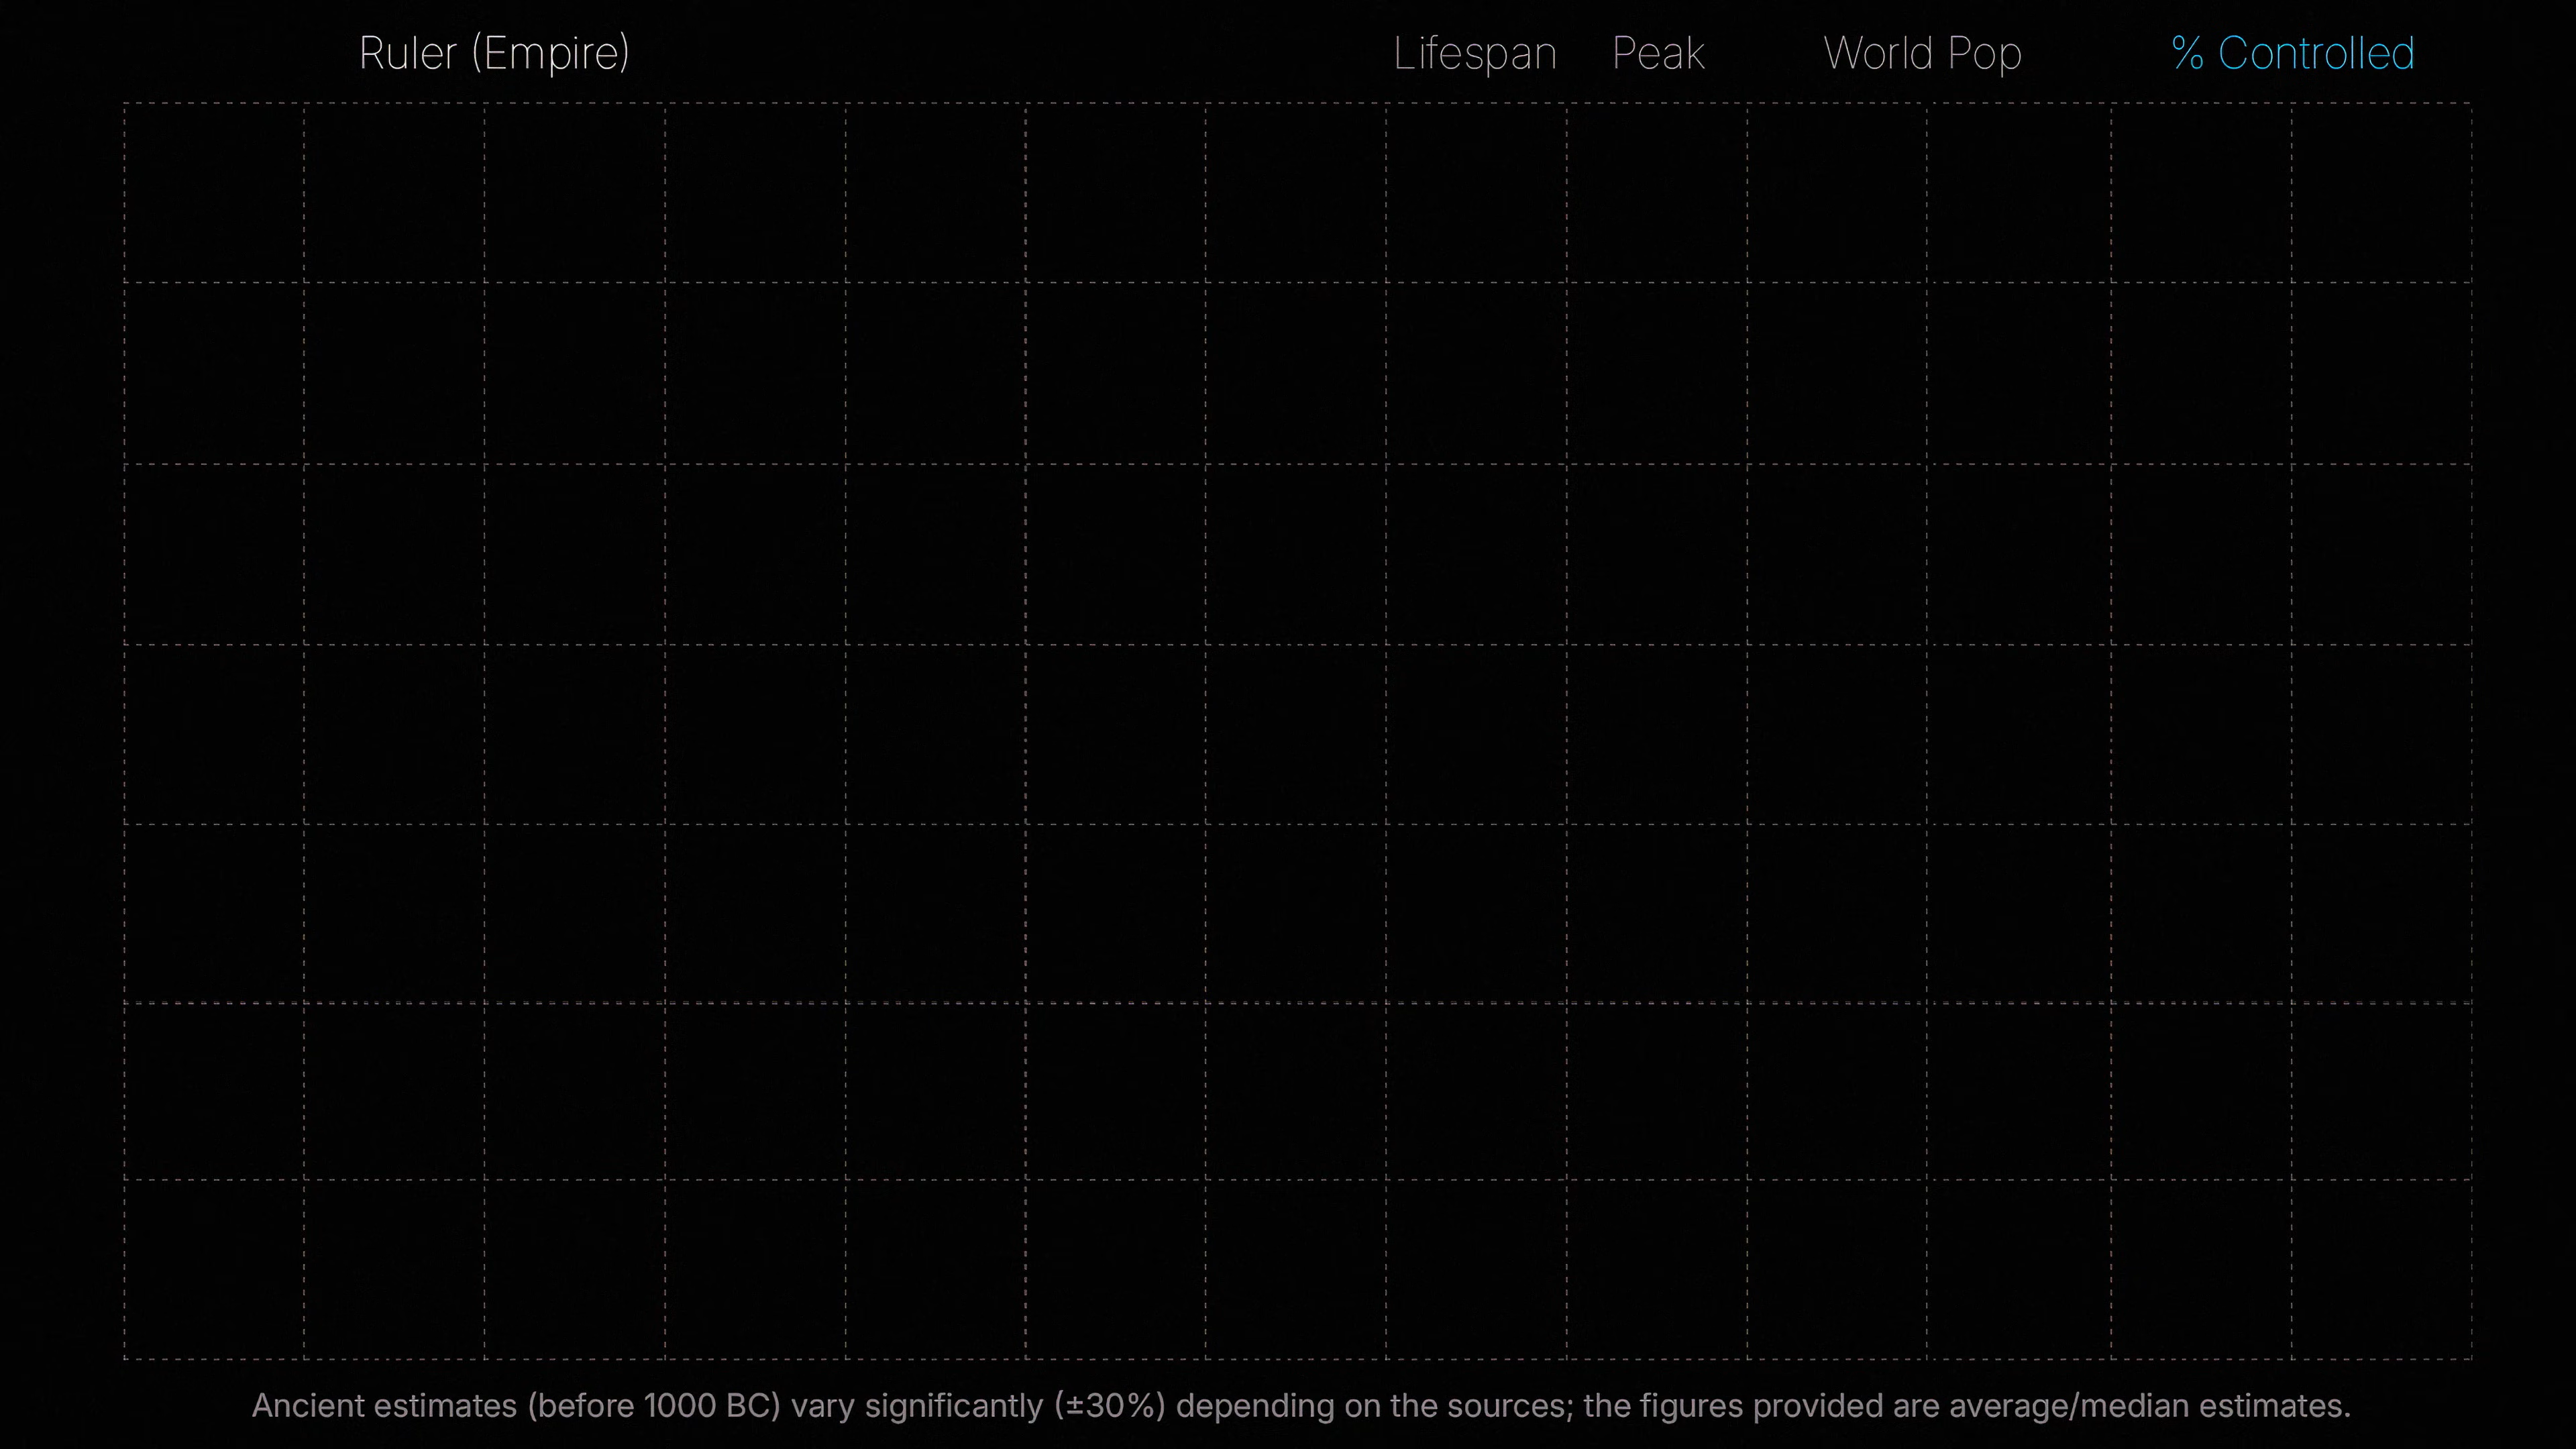 Ruler (Empire) Lifespan Peak World Pop % Controlled
Ancient estimates (before 1000 BC) vary significantly (±30%) depending on the sources; the figures provided are average/median estimates.